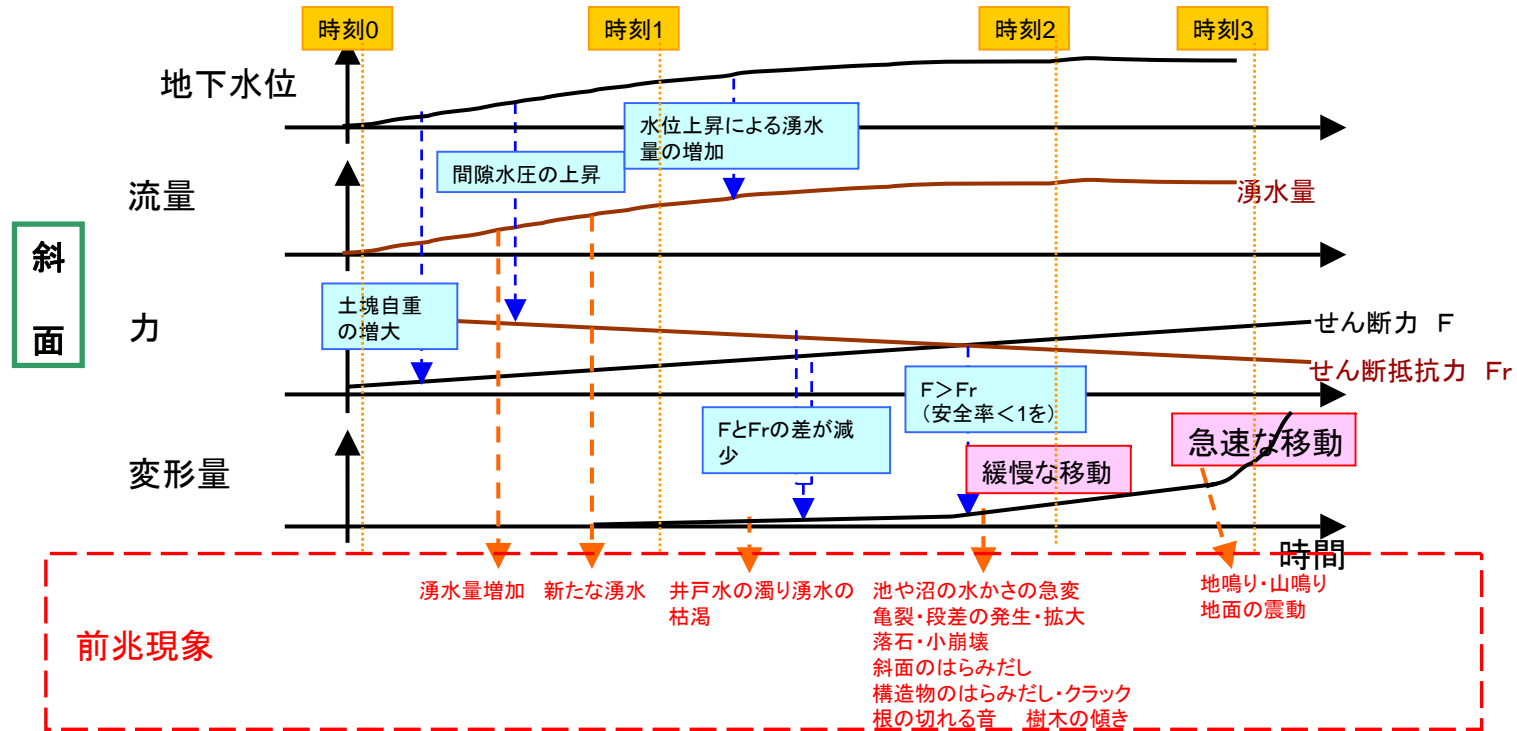 時刻0
時刻1
時刻2
時刻3
地下水位
水位上昇による湧水
量の増加
間隙水圧の上昇
流量
湧水量
斜
面
土塊自重
の増大
力
せん断力 F
せん断抵抗力 Fr
F>Fr
(安全率<1を)
FとFrの差が減
少
急速な移動
緩慢な移動
変形量
時間
湧水量増加
新たな湧水
井戸水の濁り湧水の
枯渇
池や沼の水かさの急変
亀裂・段差の発生・拡大
落石・小崩壊
斜面のはらみだし
構造物のはらみだし・クラック
根の切れる音 樹木の傾き
地鳴り・山鳴り
地面の震動
前兆現象